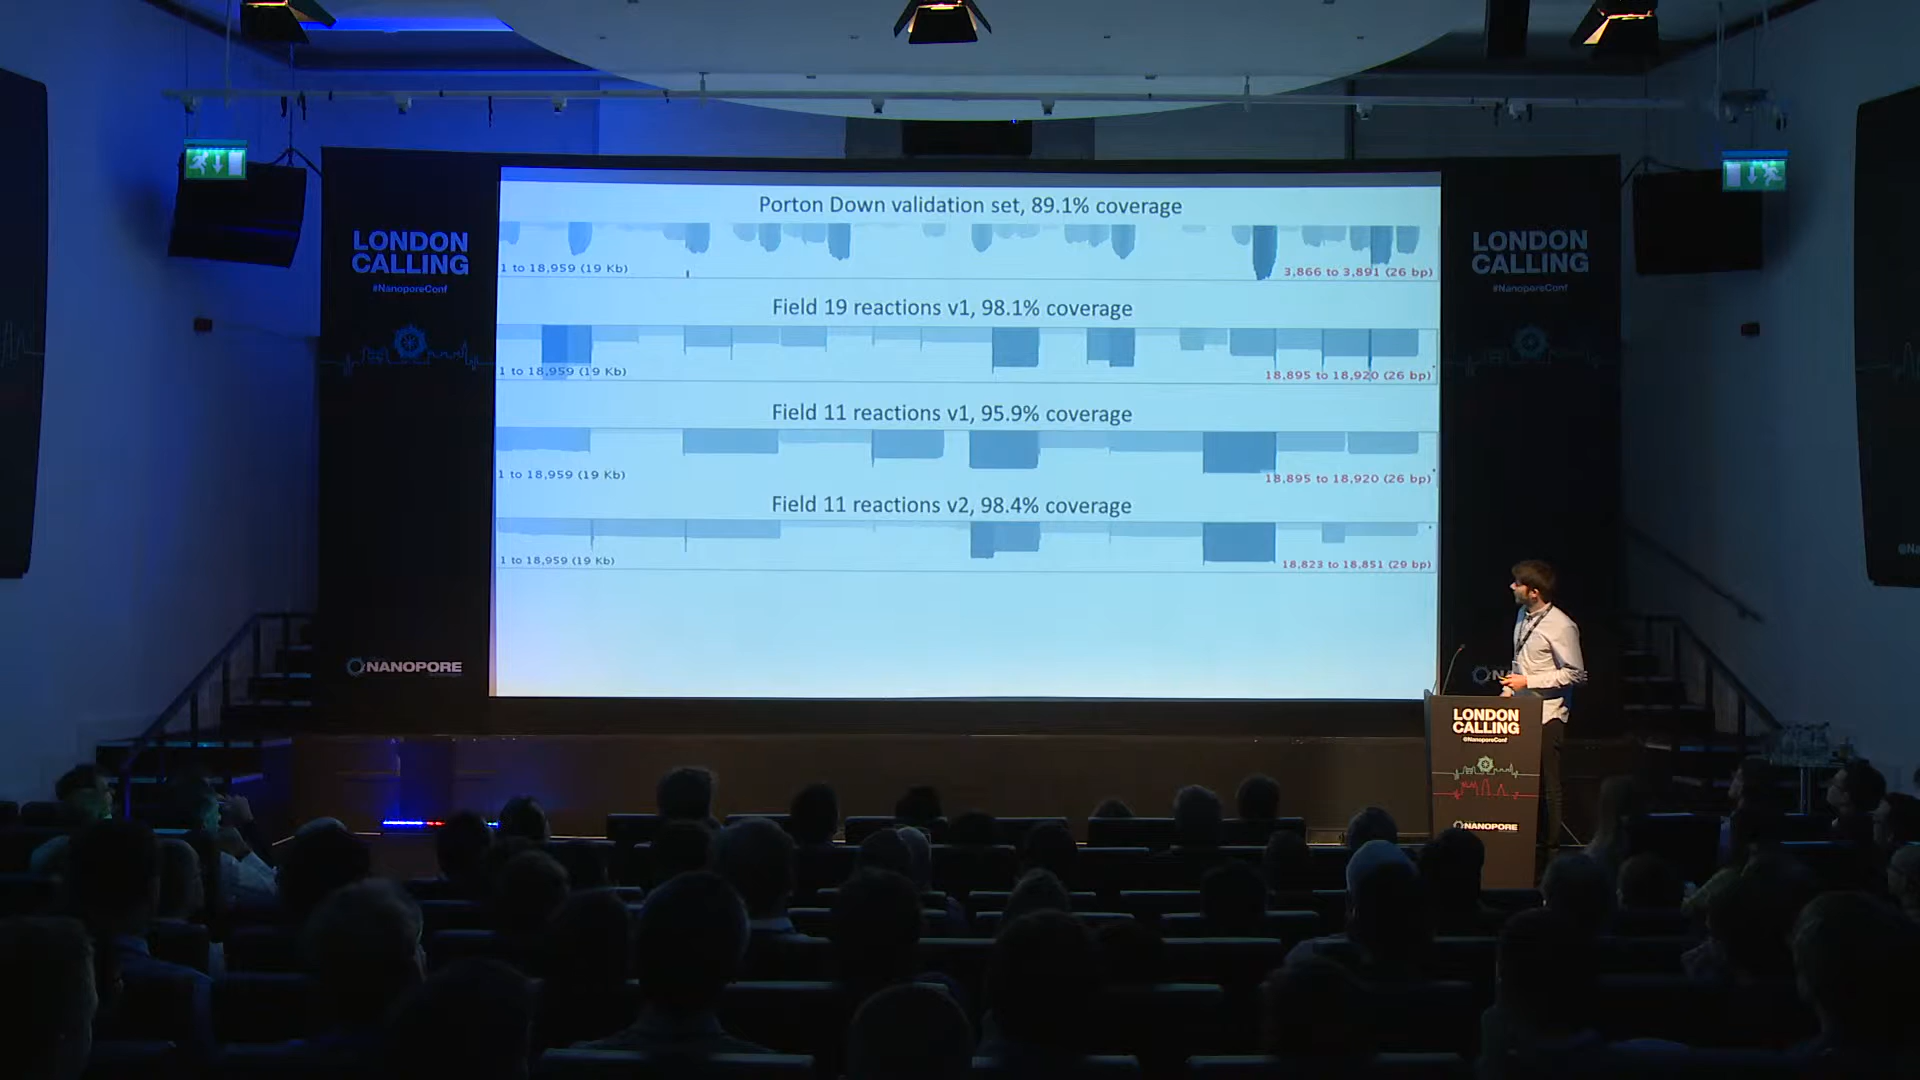 Porton Down validation set, 89.1% coverage
1 to 18,959 (19 Kb)
3,866 to 3,891 (26 bp)
Field 19 reactions v1, 98.1% coverage
1 to 18,959 (19 Kb)
18,895 to 18,920 (26 bp)
Field 11 reactions v1, 95.9% coverage
1 to 18,959 (19 Kb)
18,895 to 18,920 (26 bp)
Field 11 reactions v2, 98.4% coverage
1 to 18,959 (19 Kb)
18,823 to 18,851 (29 bp)
LONDON
CALLING
#NanoporeConf
NANOPORE
LONDON
CALLING
#NanoporeConf
LONDON
CALLING
@NanoporeConf
NANOPORE